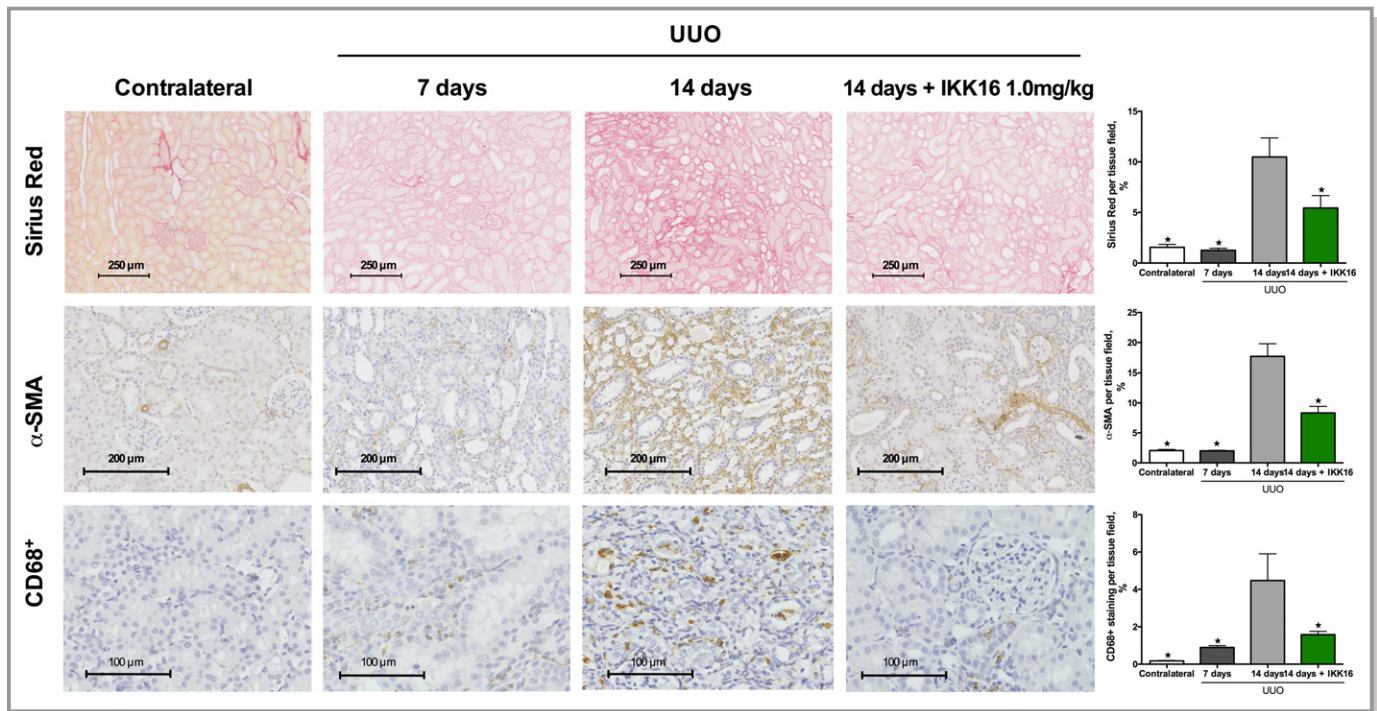 UUO
Contralateral
7 days
14 days
14 days + IKK16 1.0mg/kg
Sirius Red
250 µm
250 µm
250 µm
250 µm
Sirius Red per tissue field,
%
15
10
5
0
★
★
★
Contralateral
7 days
14 days
14 days + IKK16
UUO
α-SMA
200 µm
200 µm
200 µm
200 µm
α-SMA per tissue field,
%
25
20
15
10
5
0
★
★
★
Contralateral
7 days
14 days
14 days + IKK16
UUO
CD68⁺
100 µm
100 µm
100 µm
100 µm
CD68+ staining per tissue field,
%
8
6
4
2
0
★
★
★
Contralateral
7 days
14 days
14 days + IKK16
UUO